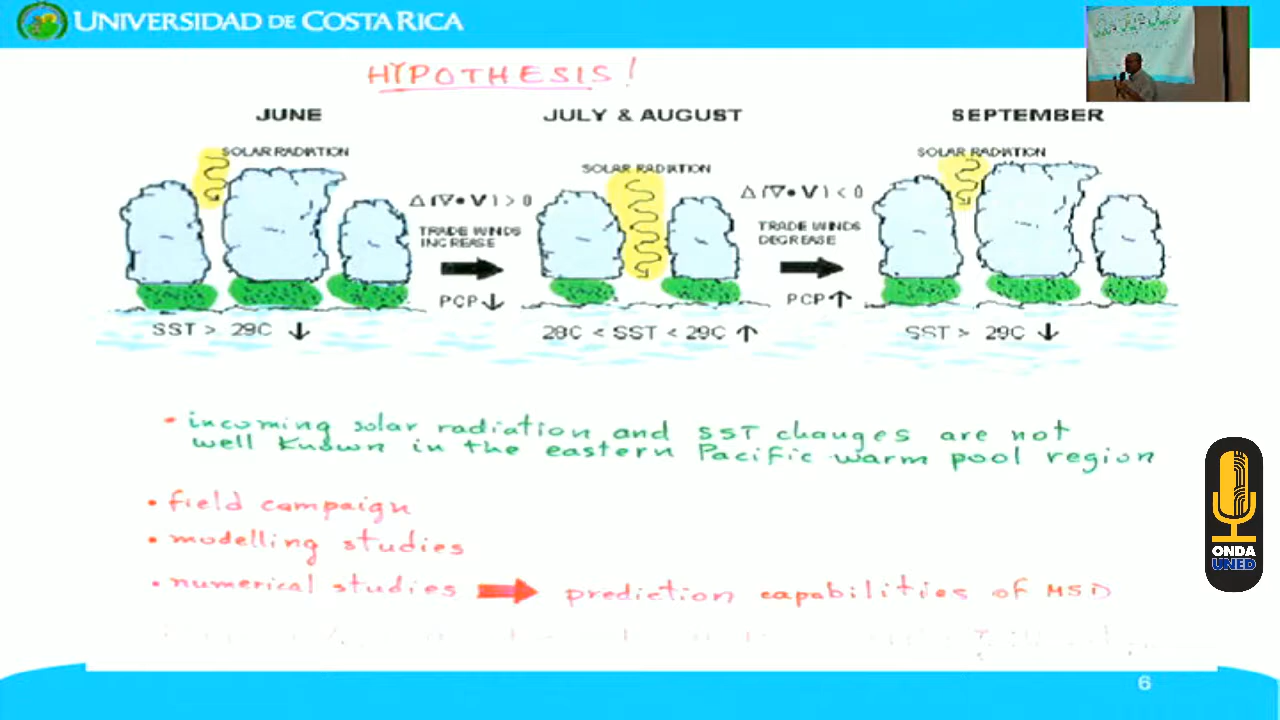 UNIVERSIDAD DE COSTA RICA
HYPOTHESIS!
JUNE
JULY & AUGUST
SEPTEMBER
SOLAR RADIATION
SOLAR RADIATION
SOLAR RADIATION
Δ (∇•V) > 0
TRADE WINDS
INCREASE
PCP ↓
Δ (∇•V) < 0
TRADE WINDS
DECREASE
PCP ↑
SST > 29C ↓
28C < SST < 29C ↑
SST > 29C ↓
• incoming solar radiation and SST changes are not
well known in the eastern Pacific warm pool region
• field campaign
• modelling studies
• numerical studies → prediction capabilities of MSD
ONDA
UNED
6